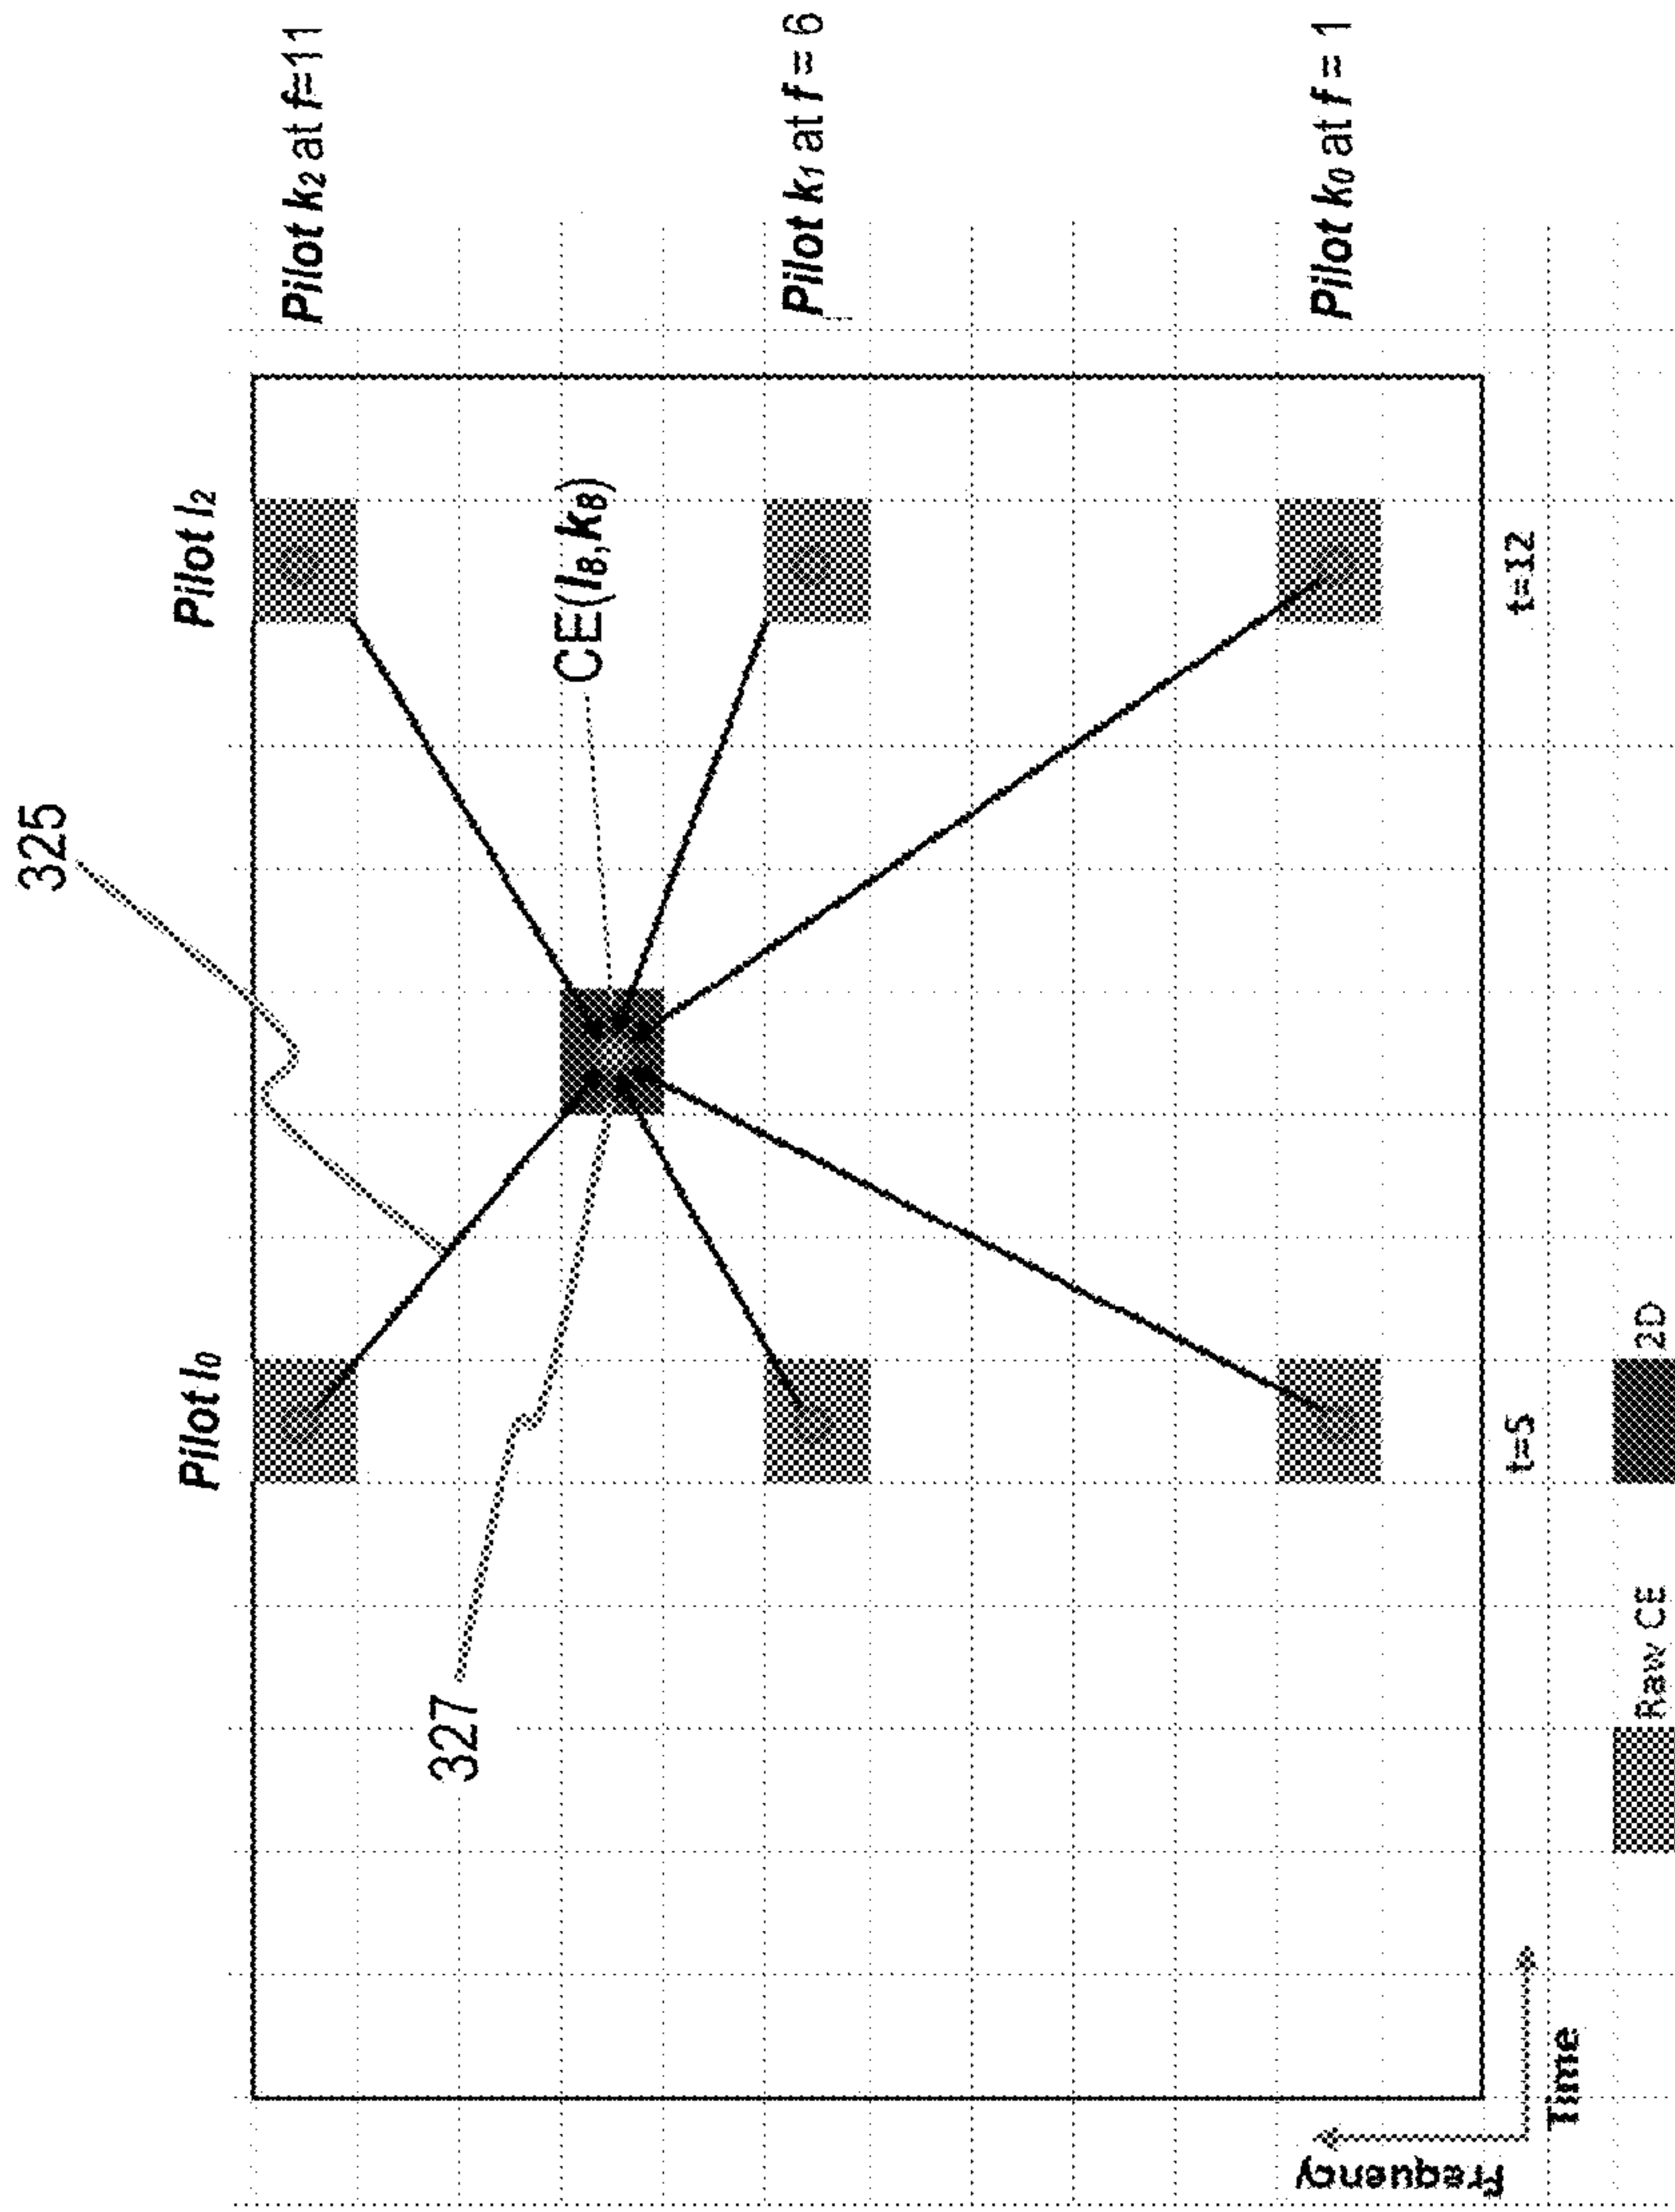 325
Pilot l0
Pilot l2
Pilot k2 at f=11
327
CE(l8,k8)
Pilot k1 at f = 6
Pilot k0 at f = 1
t=5
t=12
Frequency
Time
Raw CE
2D